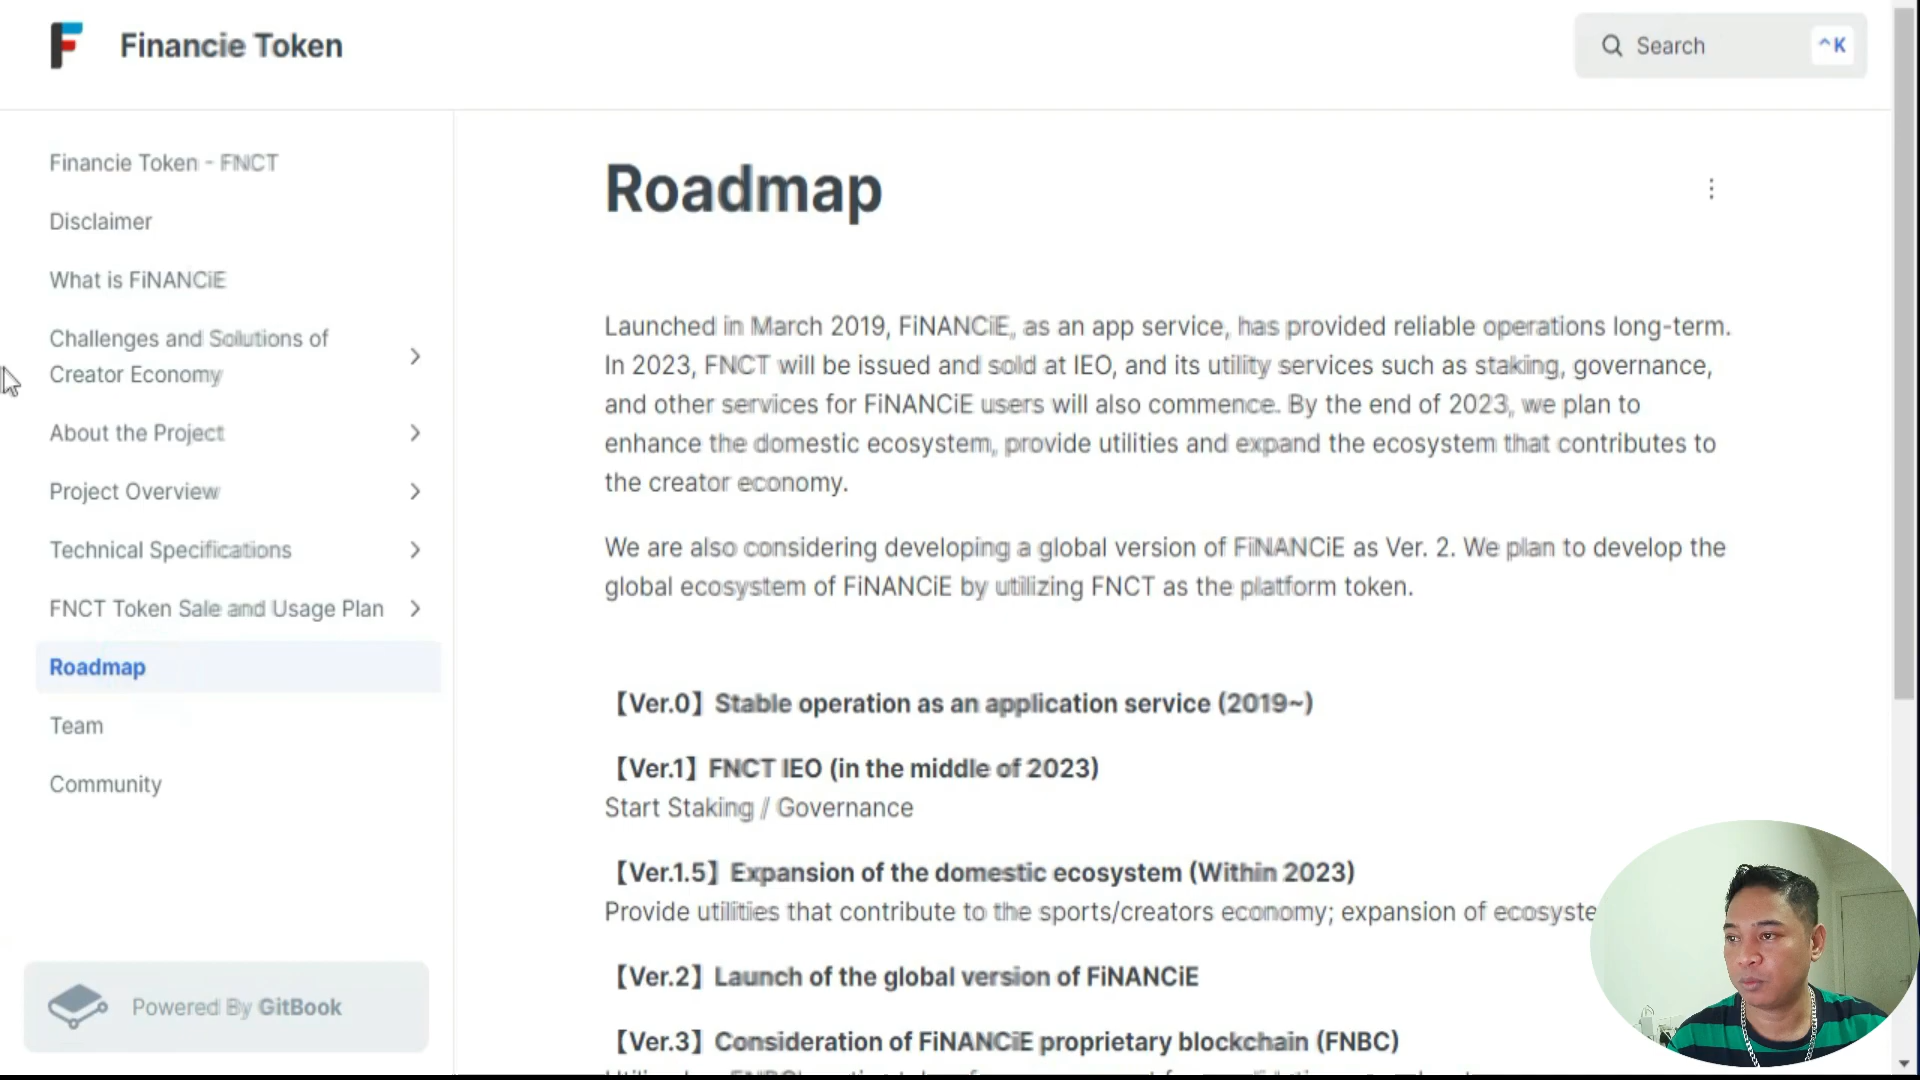 Financie Token
Search
^K
Financie Token - FNCT
Disclaimer
What is FiNANCiE
Challenges and Solutions of
Creator Economy
About the Project
Project Overview
Technical Specifications
FNCT Token Sale and Usage Plan
Roadmap
Team
Community
Powered By GitBook
Roadmap
Launched in March 2019, FiNANCiE, as an app service, has provided reliable operations long-term.
In 2023, FNCT will be issued and sold at IEO, and its utility services such as staking, governance,
and other services for FiNANCiE users will also commence. By the end of 2023, we plan to
enhance the domestic ecosystem, provide utilities and expand the ecosystem that contributes to
the creator economy.
We are also considering developing a global version of FiNANCiE as Ver. 2. We plan to develop the
global ecosystem of FiNANCiE by utilizing FNCT as the platform token.
【Ver.0】Stable operation as an application service (2019~)
【Ver.1】FNCT IEO (in the middle of 2023)
Start Staking / Governance
【Ver.1.5】Expansion of the domestic ecosystem (Within 2023)
Provide utilities that contribute to the sports/creators economy; expansion of ecosyste
【Ver.2】Launch of the global version of FiNANCiE
【Ver.3】Consideration of FiNANCiE proprietary blockchain (FNBC)